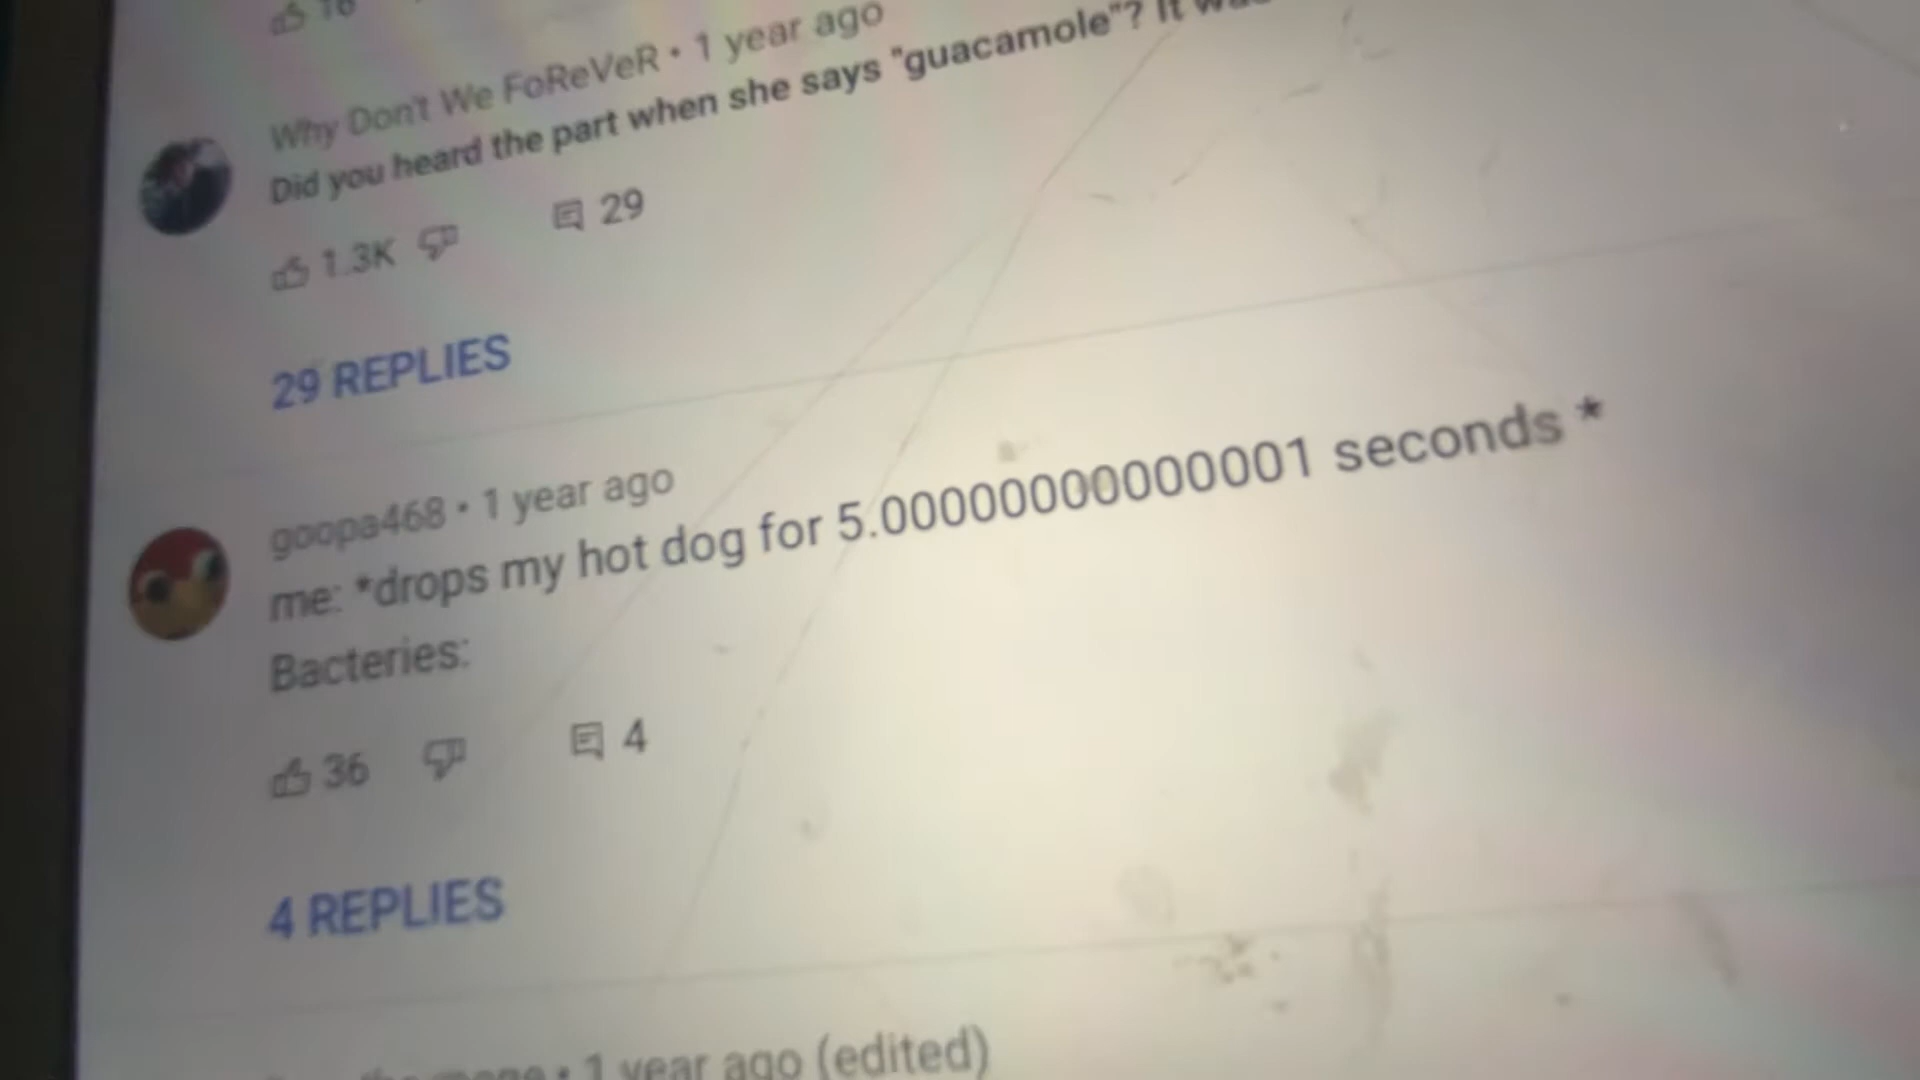 Why Don't We FoReVeR • 1 year ago
Did you heard the part when she says "guacamole"? It
1.3K 29
29 REPLIES
goopa468 • 1 year ago
me: *drops my hot dog for 5.00000000000001 seconds *
Bacteries:
36 4
4 REPLIES
• 1 year ago (edited)